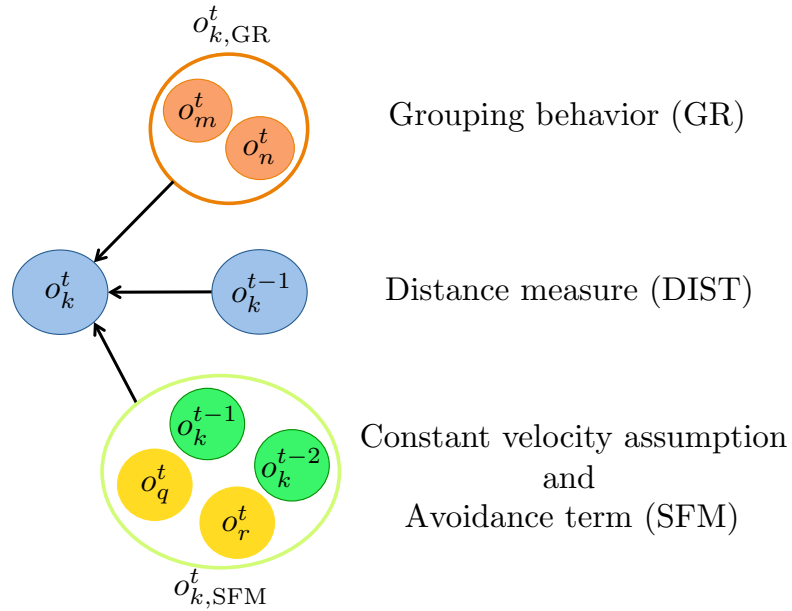 o^t_{k,GR}
o^t_m
o^t_n
Grouping behavior (GR)
o^t_k
o^{t−1}_k
Distance measure (DIST)
o^{t−1}_k
o^{t−2}_k
o^t_q
o^t_r
Constant velocity assumption
and
Avoidance term (SFM)
o^t_{k,SFM}